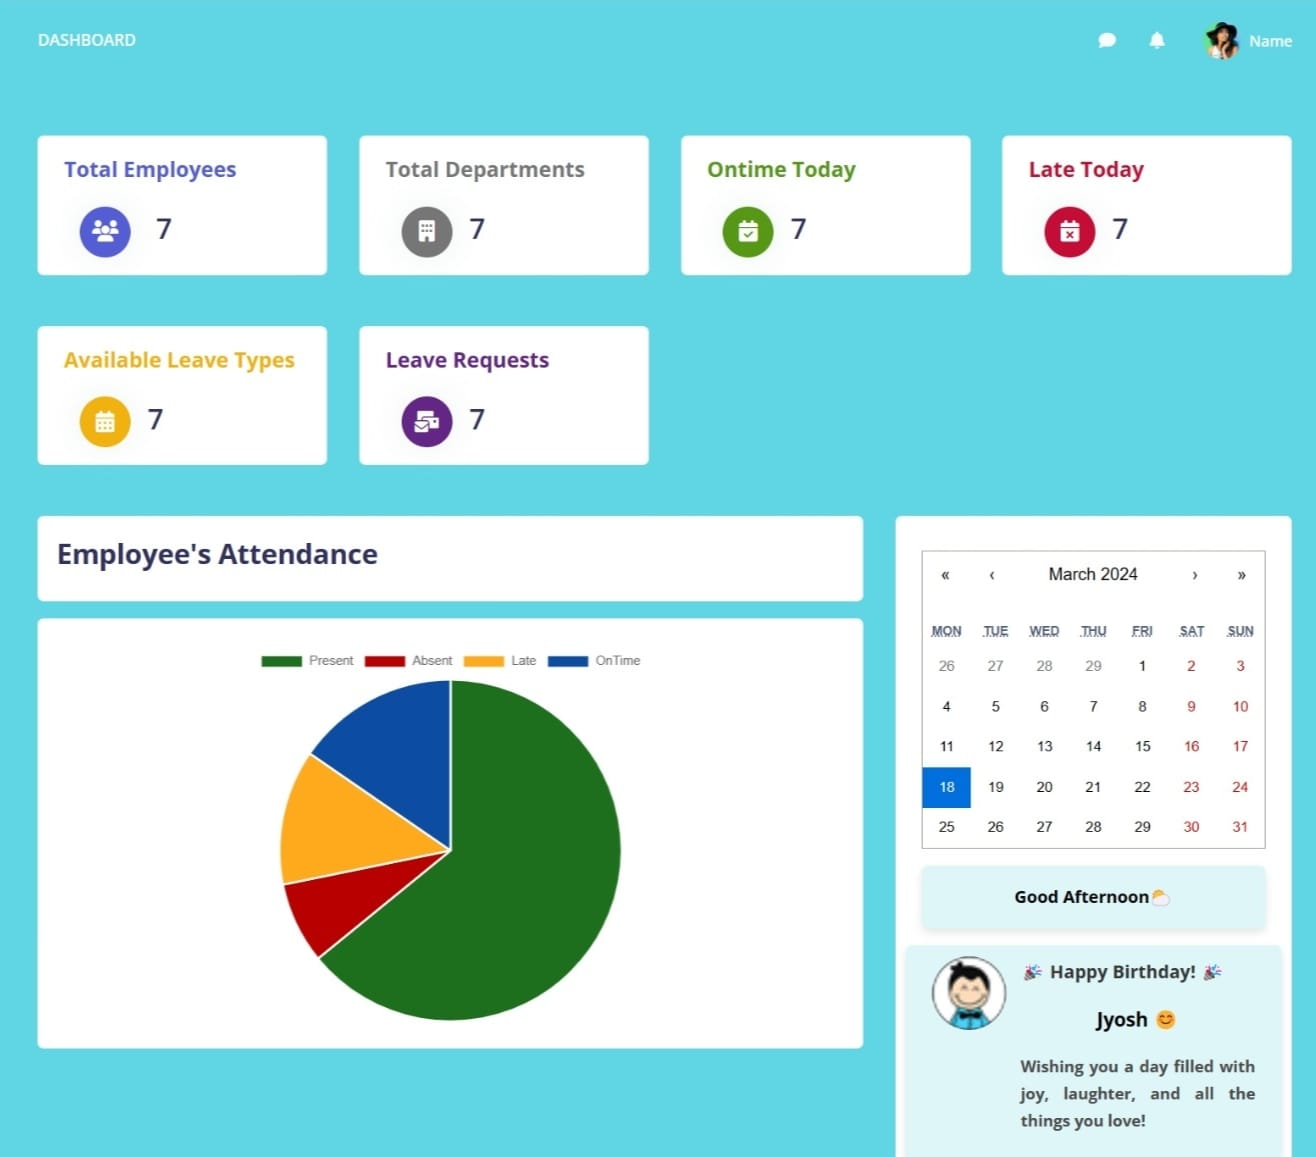 DASHBOARD
Name
Total Employees
7
Total Departments
7
Ontime Today
7
Late Today
7
Available Leave Types
7
Leave Requests
7
Employee's Attendance
Present Absent Late OnTime
« ‹ March 2024 › »
MON TUE WED THU FRI SAT SUN
26 27 28 29 1 2 3
4 5 6 7 8 9 10
11 12 13 14 15 16 17
18 19 20 21 22 23 24
25 26 27 28 29 30 31
Good Afternoon🌥️
🎉 Happy Birthday! 🎉
Jyosh 😊
Wishing you a day filled with
joy, laughter, and all the
things you love!